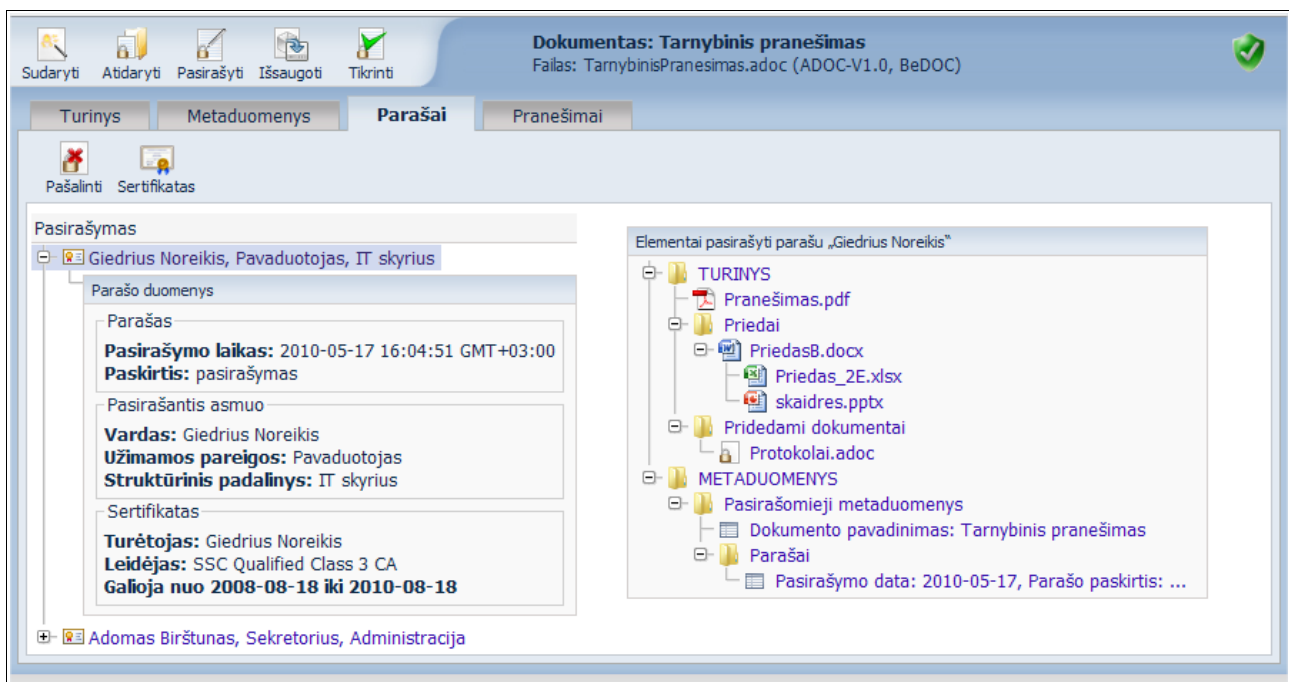 Sudaryti Atidaryti Pasirašyti Išsaugoti Tikrinti
Dokumentas: Tarnybinis pranešimas
Failas: TarnybinisPranesimas.adoc (ADOC-V1.0, BeDOC)
Turinys Metaduomenys Parašai Pranešimai
Pašalinti Sertifikatas
Pasirašymas
Giedrius Noreikis, Pavaduotojas, IT skyrius
Parašo duomenys
Parašas
Pasirašymo laikas: 2010-05-17 16:04:51 GMT+03:00
Paskirtis: pasirašymas
Pasirašantis asmuo
Vardas: Giedrius Noreikis
Užimamos pareigos: Pavaduotojas
Struktūrinis padalinys: IT skyrius
Sertifikatas
Turėtojas: Giedrius Noreikis
Leidėjas: SSC Qualified Class 3 CA
Galioja nuo 2008-08-18 iki 2010-08-18
Adomas Birštunas, Sekretorius, Administracija
Elementai pasirašyti parašu „Giedrius Noreikis“
TURINYS
Pranešimas.pdf
Priedai
PriedasB.docx
Priedas_2E.xlsx
skaidres.pptx
Pridedami dokumentai
Protokolai.adoc
METADUOMENYS
Pasirašomieji metaduomenys
Dokumento pavadinimas: Tarnybinis pranešimas
Parašai
Pasirašymo data: 2010-05-17, Parašo paskirtis: ...